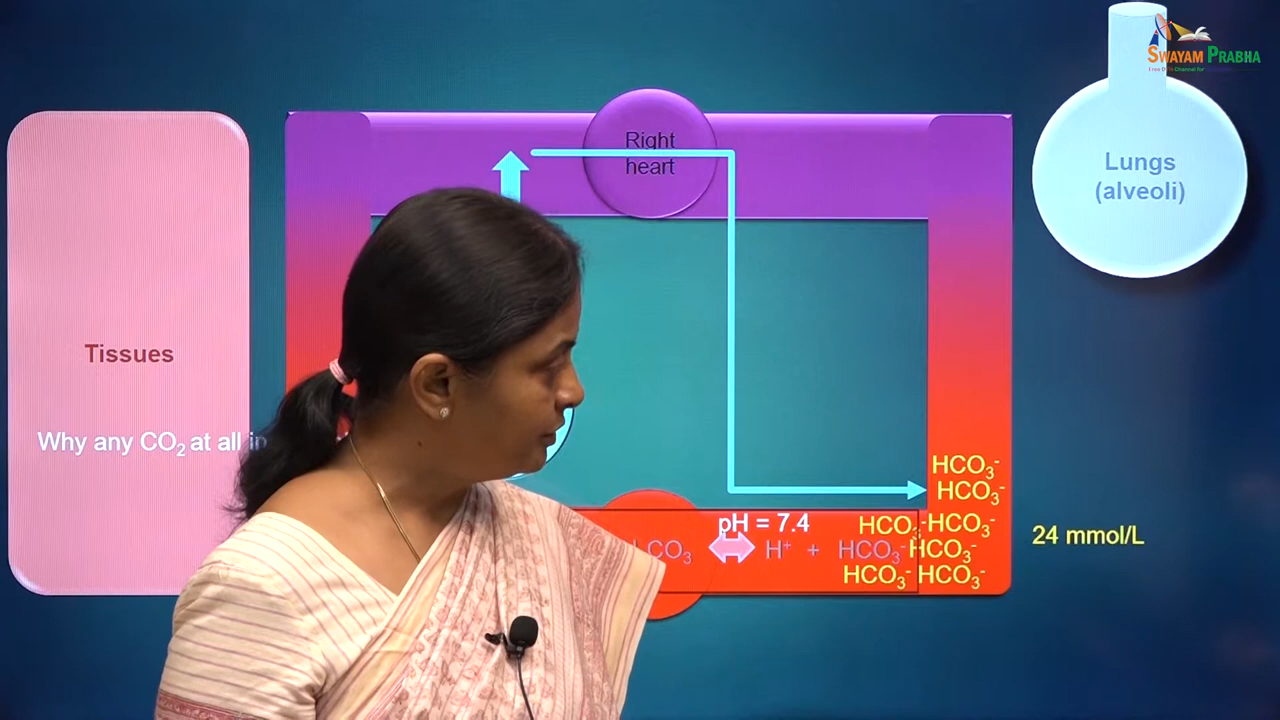 SWAYAM PRABHA
Right
heart
Lungs
(alveoli)
Tissues
Why any CO₂ at all in
HCO₃⁻
HCO₃⁻
pH = 7.4
HCO₃⁻ HCO₃⁻
CO₃ H⁺ + HCO₃⁻ HCO₃⁻
HCO₃⁻ HCO₃⁻
24 mmol/L